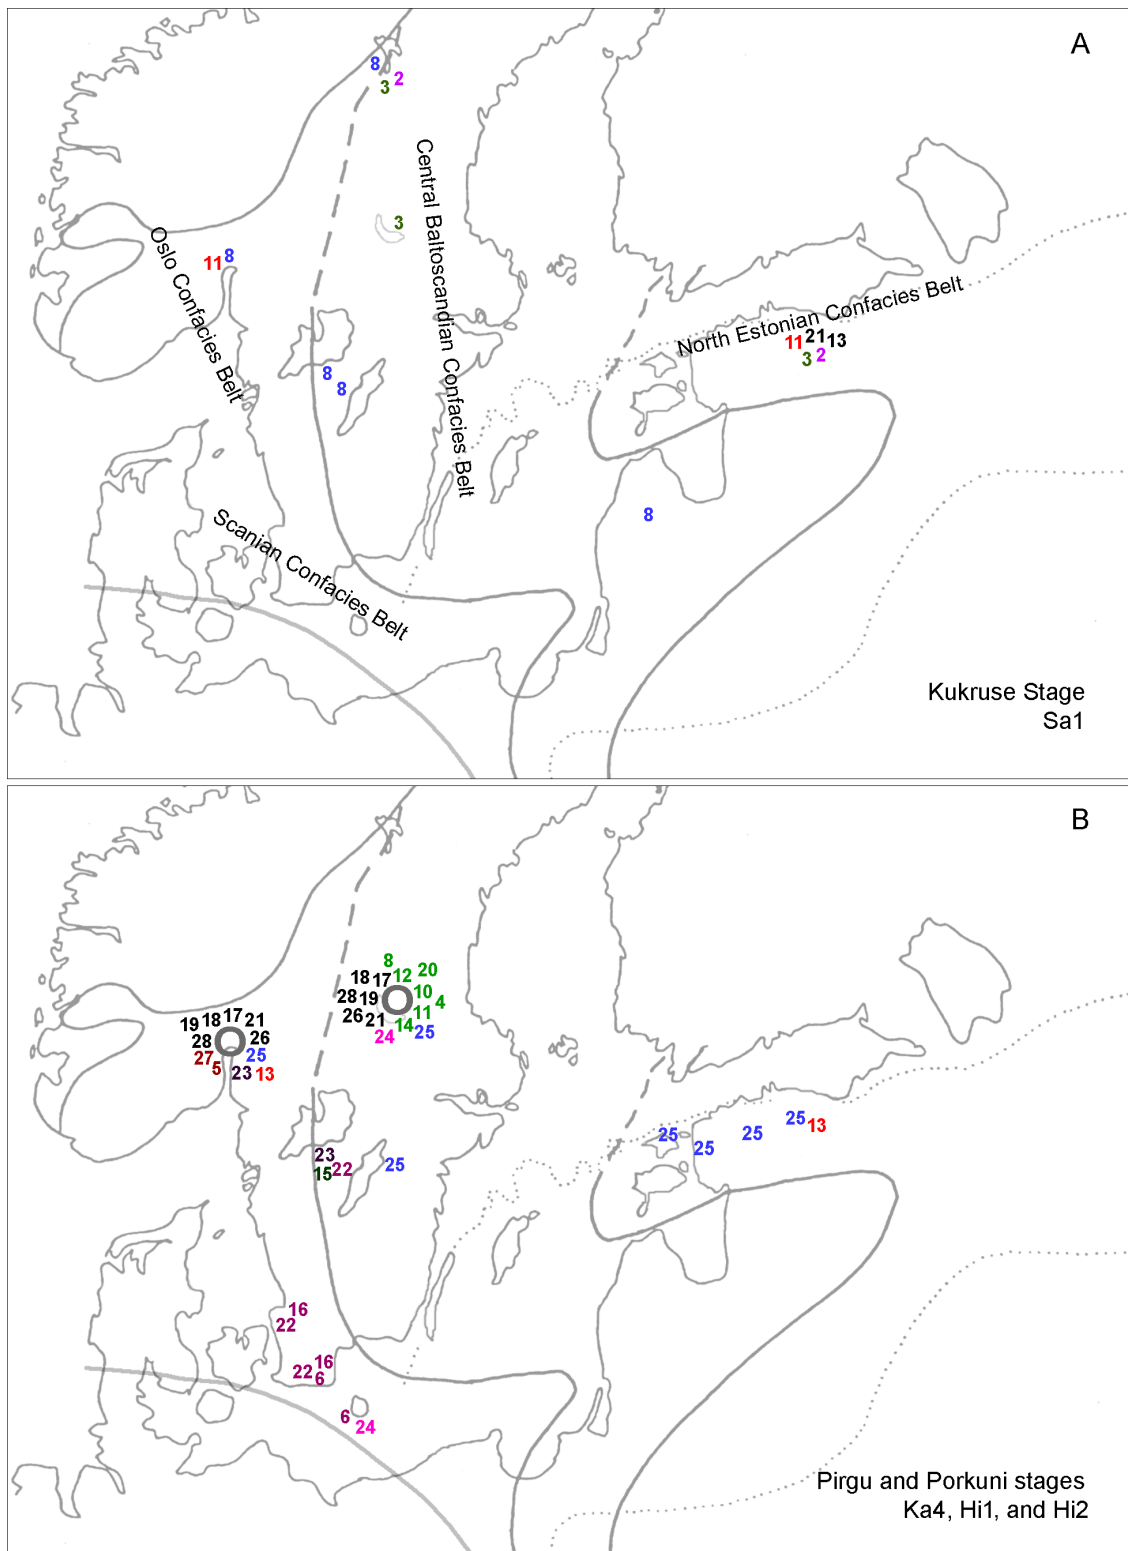 A
8
2
3
3
Central Baltoscandian Confacies Belt
Oslo Confacies Belt
11 8
North Estonian Confacies Belt
11 21 13
3 2
8
8
8
Scanian Confacies Belt
Kukruse Stage
Sa1
B
8
18 17 12 20
28 19 10 4
26 21 14 11
24 25
19 18 17 21
28 26
27 5 25
23 13
25 13
25 25 25
23
15 22 25
16
22
16
22 6
6 24
Pirgu and Porkuni stages
Ka4, Hi1, and Hi2